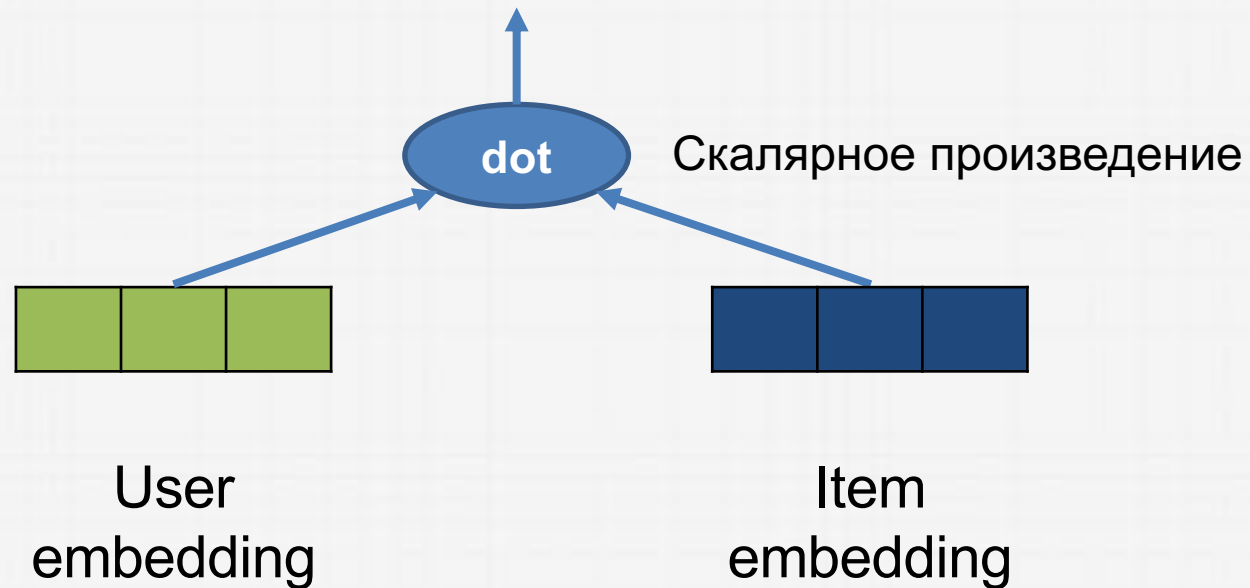 dot
Скалярное произведение
User
embedding
Item
embedding